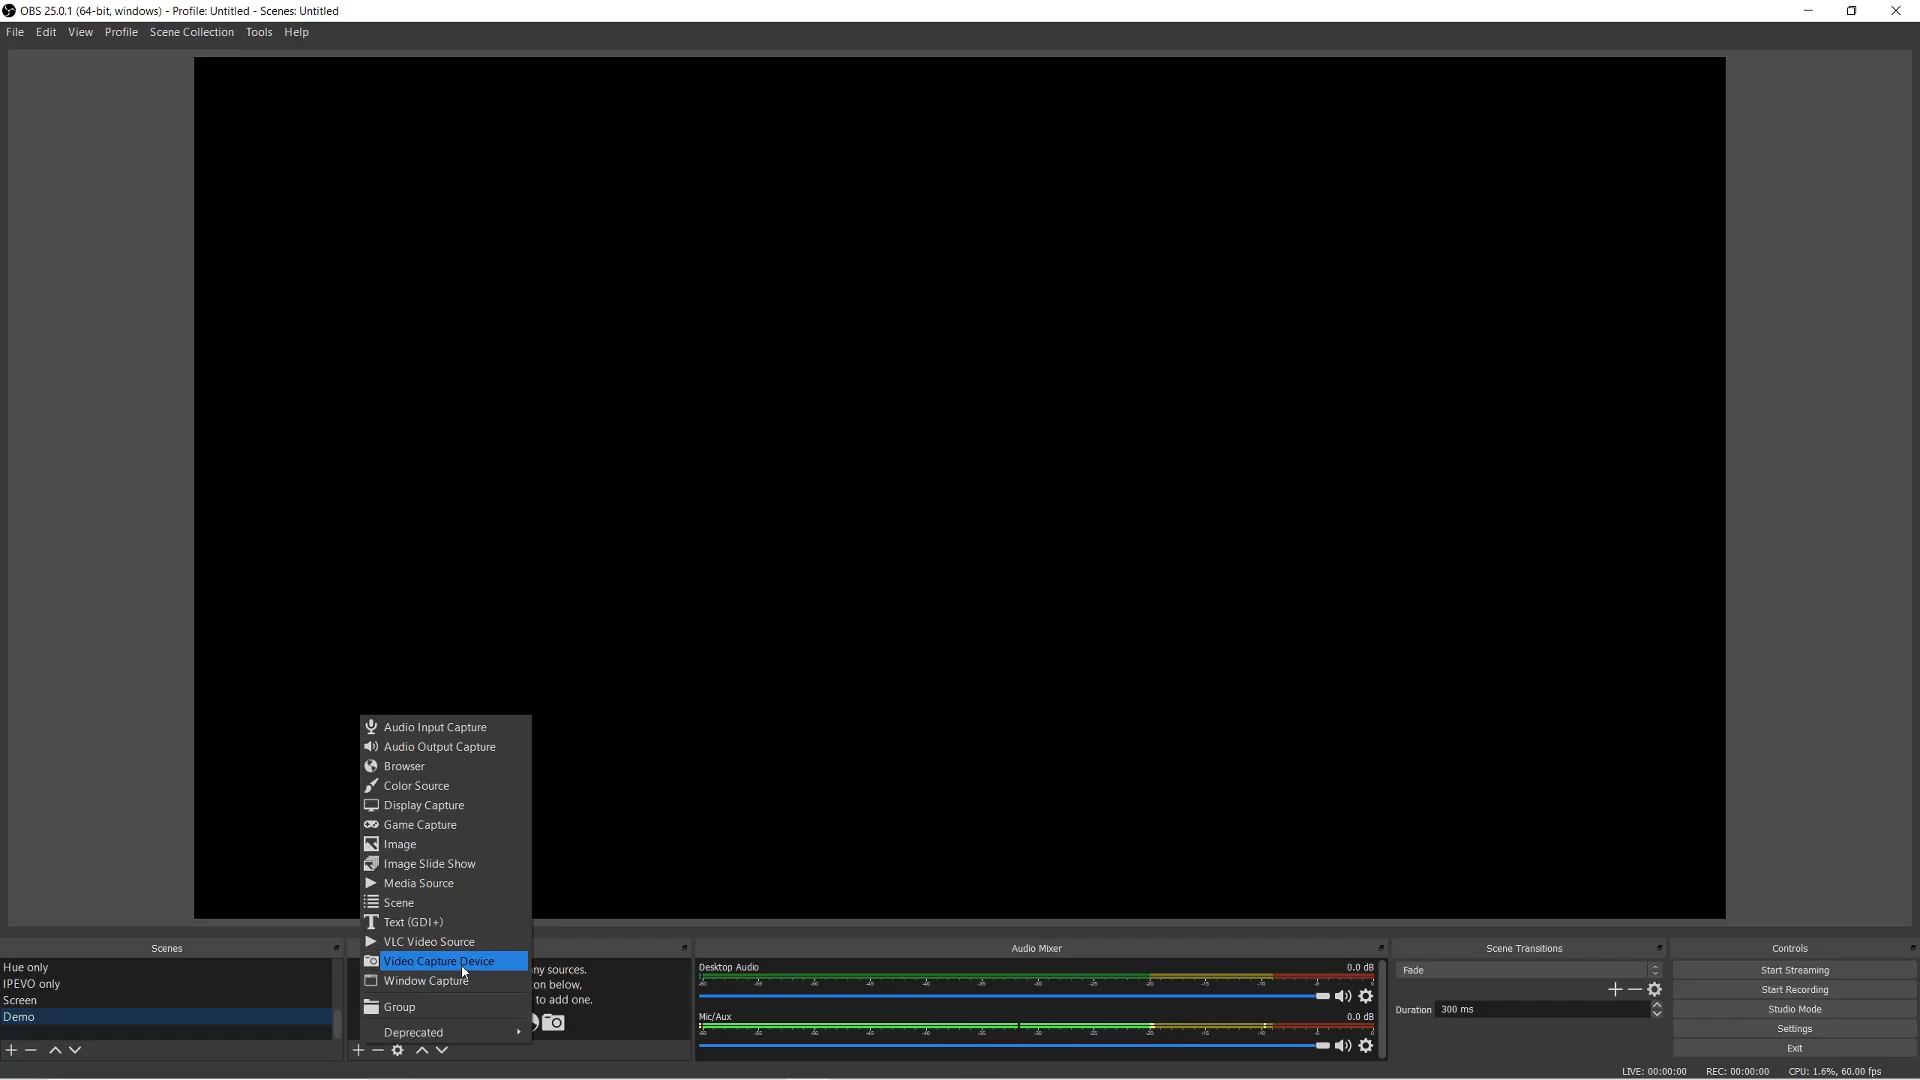 OBS 25.0.1 (64-bit, windows) - Profile: Untitled - Scenes: Untitled
File Edit View Profile Scene Collection Tools Help
Audio Input Capture
Audio Output Capture
Browser
Color Source
Display Capture
Game Capture
Image
Image Slide Show
Media Source
Scene
Text (GDI+)
VLC Video Source
Video Capture Device
Window Capture
Group
Deprecated
Scenes
Hue only
IPEVO only
Screen
Demo
ny sources.
on below,
to add one.
Audio Mixer
Desktop Audio 0.0 dB
Mic/Aux 0.0 dB
Scene Transitions
Fade
Duration 300 ms
Controls
Start Streaming
Start Recording
Studio Mode
Settings
Exit
LIVE: 00:00:00 REC: 00:00:00 CPU: 1.6%, 60.00 fps